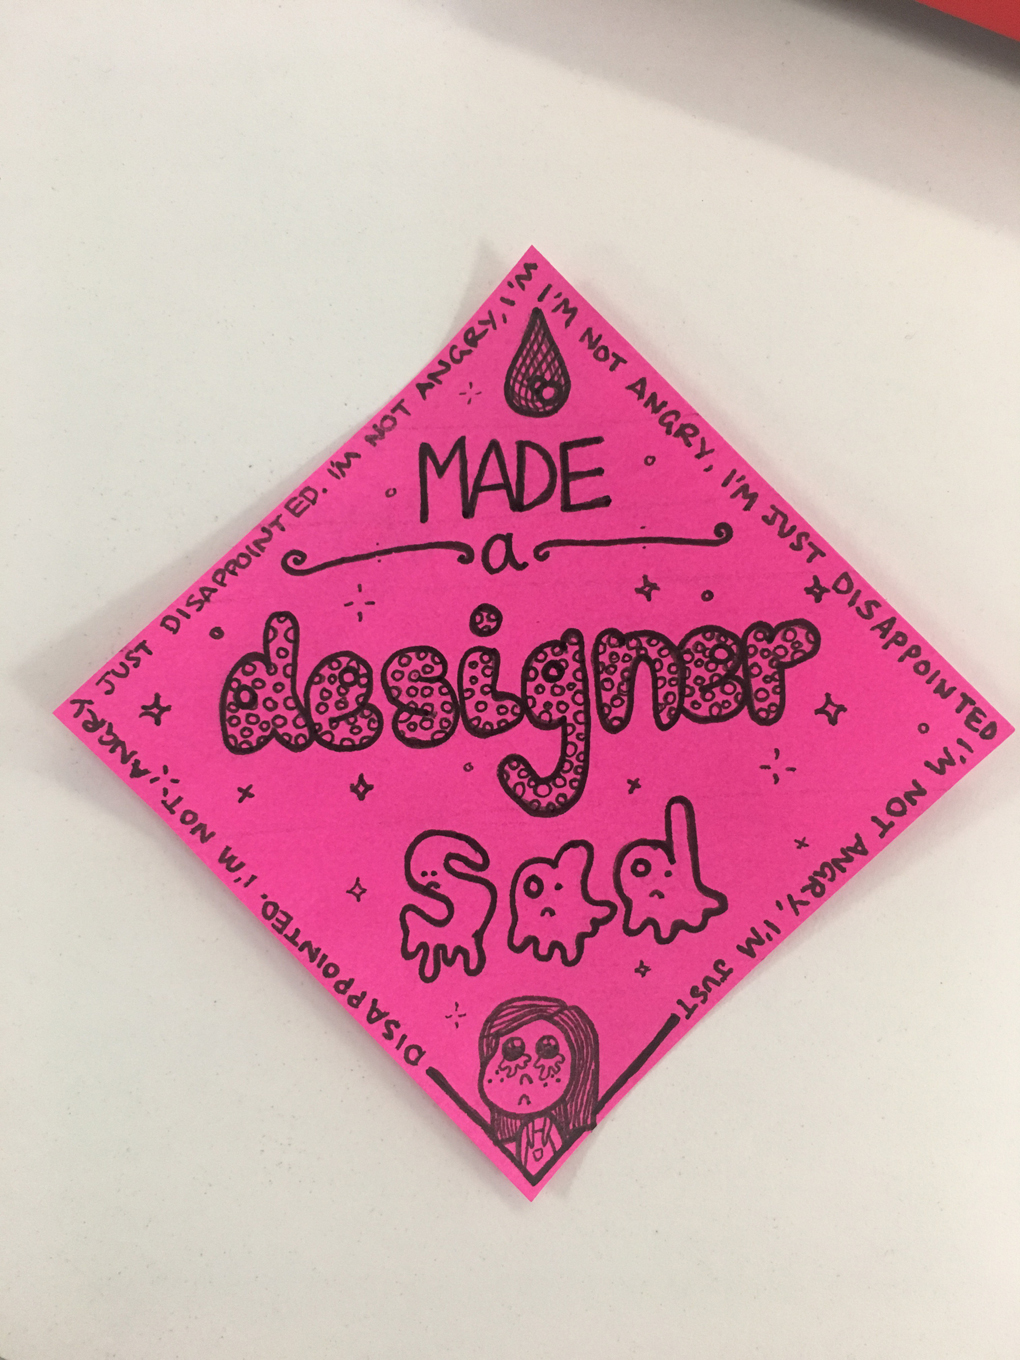 MADE
a
designer
Sad
I'M NOT ANGRY, I'M JUST DISAPPOINTED
I'M NOT ANGRY, I'M JUST
DISAPPOINTED. I'M NOT ANGRY
JUST DISAPPOINTED. I'M NOT ANGRY, I'M